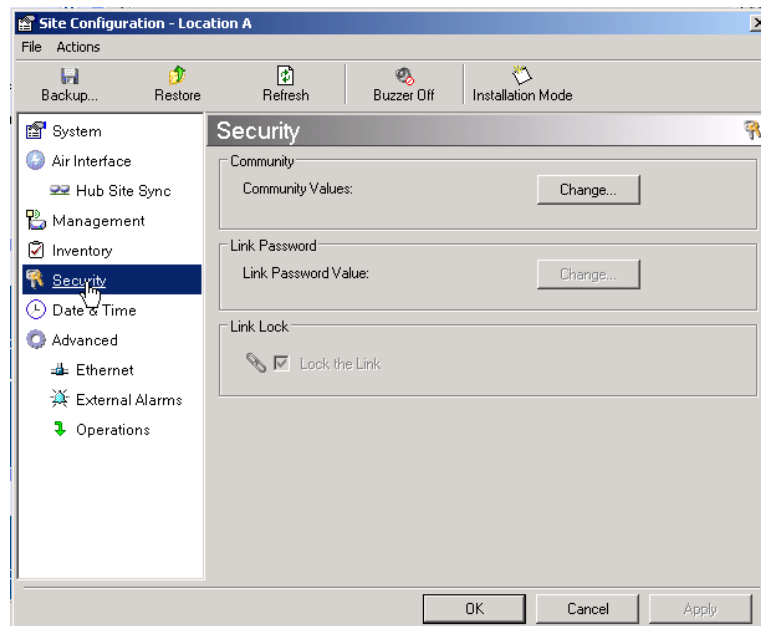 Site Configuration - Location A
File Actions
Backup... Restore Refresh Buzzer Off Installation Mode
System
Air Interface
Hub Site Sync
Management
Inventory
Security
Date & Time
Advanced
Ethernet
External Alarms
Operations
Security
Community
Community Values: Change...
Link Password
Link Password Value: Change...
Link Lock
Lock the Link
OK Cancel Apply